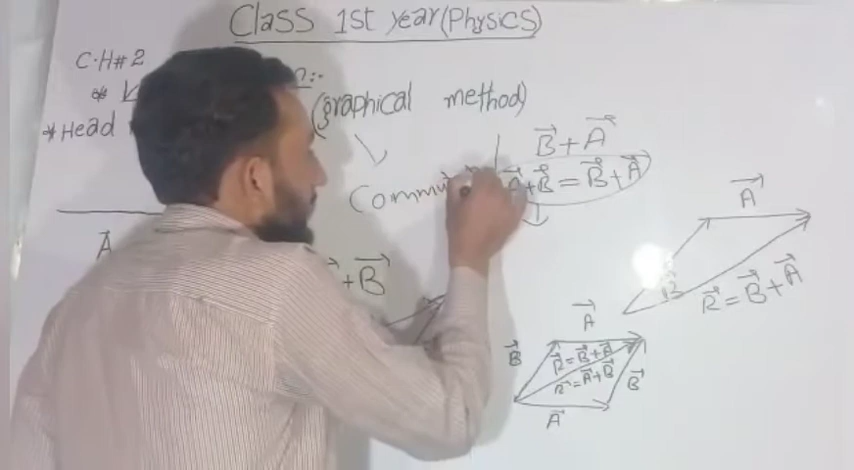 Class 1st year(Physics)
C.H#2
n:-
* Head
(graphical method)
B⃗ + A⃗
Commu
A⃗+B⃗ = B⃗+A⃗
A⃗
A⃗
+B⃗
B⃗
R⃗ = B⃗ + A⃗
A⃗
B⃗
R⃗ = B⃗ + A⃗
R⃗ = A⃗ + B⃗
B⃗
A⃗